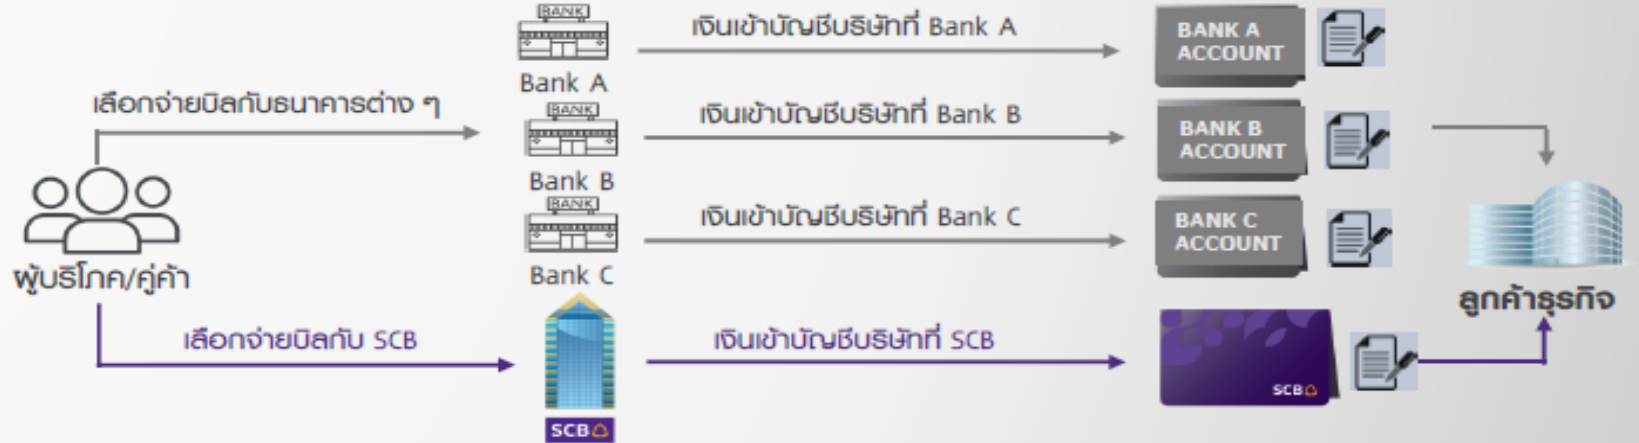 BANK
เงินเข้าบัญชีบริษัทที่ Bank A
BANK A
ACCOUNT
Bank A
เลือกจ่ายบิลกับธนาคารต่าง ๆ
BANK
เงินเข้าบัญชีบริษัทที่ Bank B
BANK B
ACCOUNT
Bank B
BANK
เงินเข้าบัญชีบริษัทที่ Bank C
BANK C
ACCOUNT
Bank C
ผู้บริโภค/คู่ค้า
ลูกค้าธุรกิจ
เลือกจ่ายบิลกับ SCB
เงินเข้าบัญชีบริษัทที่ SCB
SCB
SCB